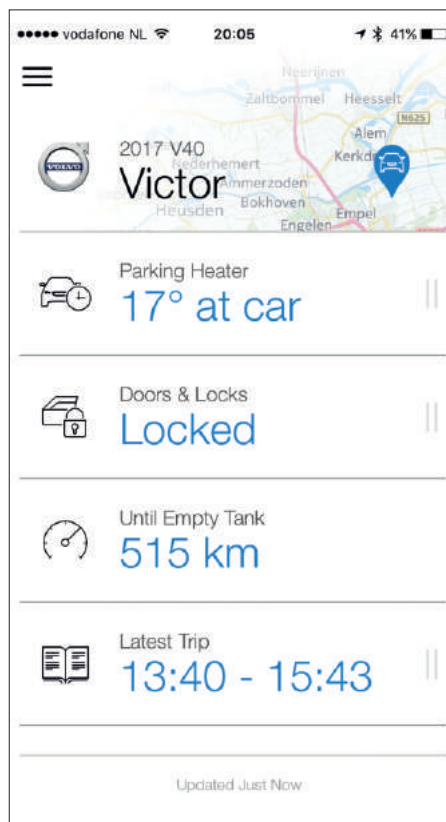 vodafone NL 20:05 41%
Neerijnen
Zaltbommel Heesselt
N625
Alem
2017 V40
VOLVO
Victor
Nederhemert
Ammerzoden
Bokhoven
Heusden
Empel
Engelen
Parking Heater
17° at car
Doors & Locks
Locked
Until Empty Tank
515 km
Latest Trip
13:40 - 15:43
Updated Just Now